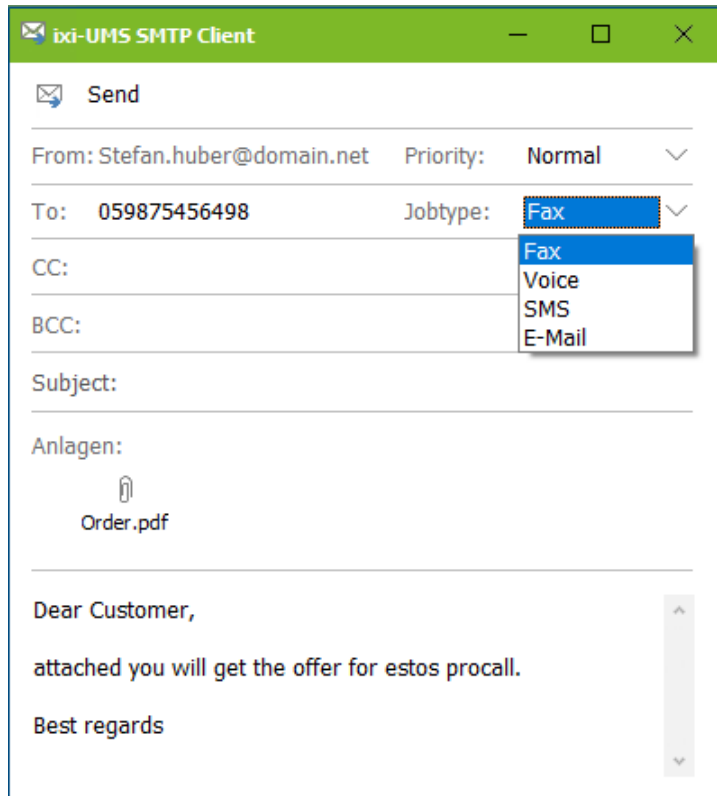 ixi-UMS SMTP Client
Send
From: Stefan.huber@domain.net Priority: Normal
To: 059875456498 Jobtype: Fax
Fax
Voice
SMS
E-Mail
CC:
BCC:
Subject:
Anlagen:
Order.pdf
Dear Customer,
attached you will get the offer for estos procall.
Best regards